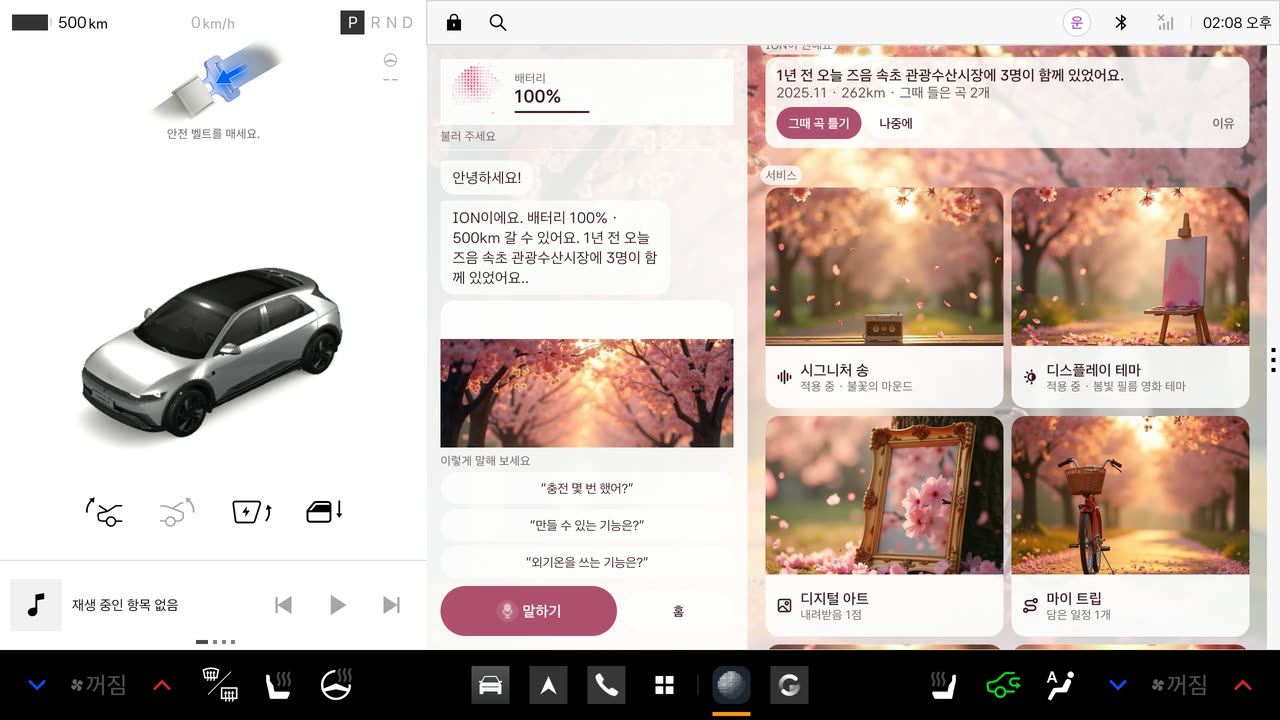 500 km
0 km/h
P R N D
운
02:08 오후
안전 벨트를 매세요.
--
재생 중인 항목 없음
배터리
100%
불러 주세요
안녕하세요!
ION이에요. 배터리 100% ·
500km 갈 수 있어요. 1년 전 오늘
즈음 속초 관광수산시장에 3명이 함
께 있었어요..
이렇게 말해 보세요
"충전 몇 번 했어?"
"만들 수 있는 기능은?"
"외기온을 쓰는 기능은?"
말하기
홈
1년 전 오늘 즈음 속초 관광수산시장에 3명이 함께 있었어요.
2025.11 · 262km · 그때 들은 곡 2개
그때 곡 틀기
나중에
이유
서비스
시그니처 송
적용 중 · 불꽃의 마운드
디스플레이 테마
적용 중 · 봄빛 필름 영화 테마
디지털 아트
내려받음 1점
마이 트립
담은 일정 1개
꺼짐
G
A
꺼짐